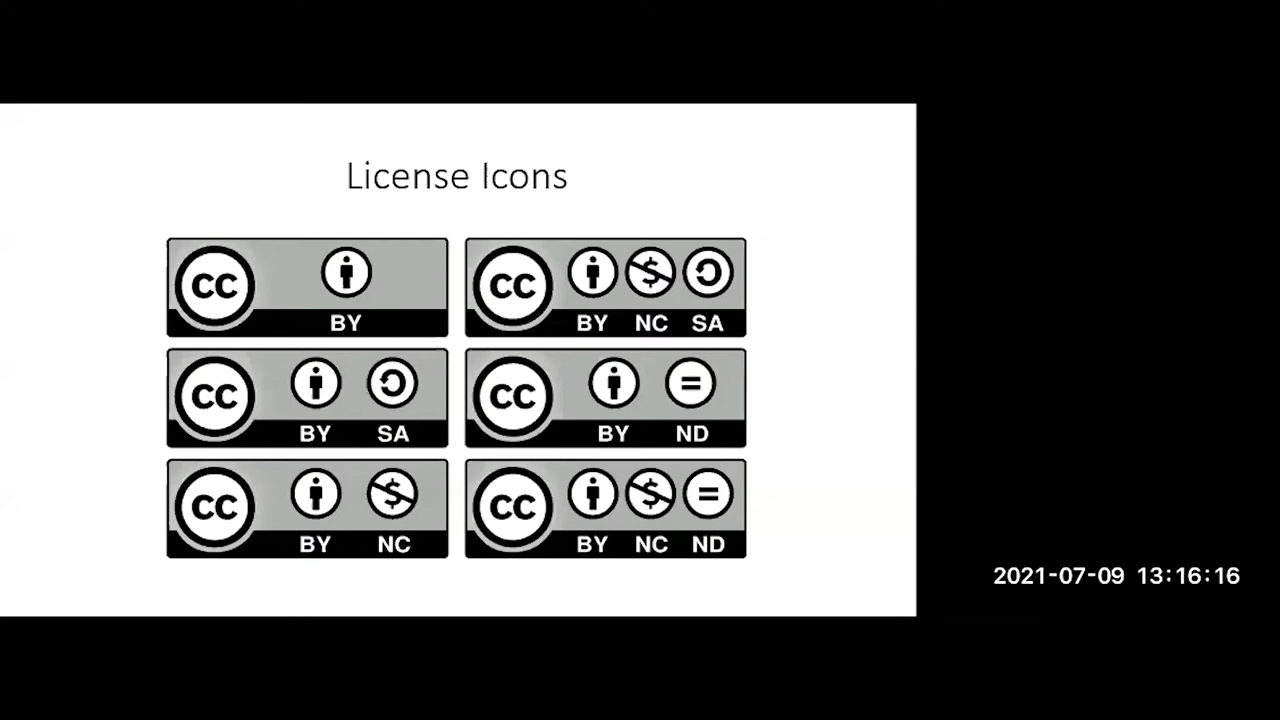 License Icons
CC BY
CC BY NC SA
CC BY SA
CC BY ND
CC BY NC
CC BY NC ND
2021-07-09 13:16:16